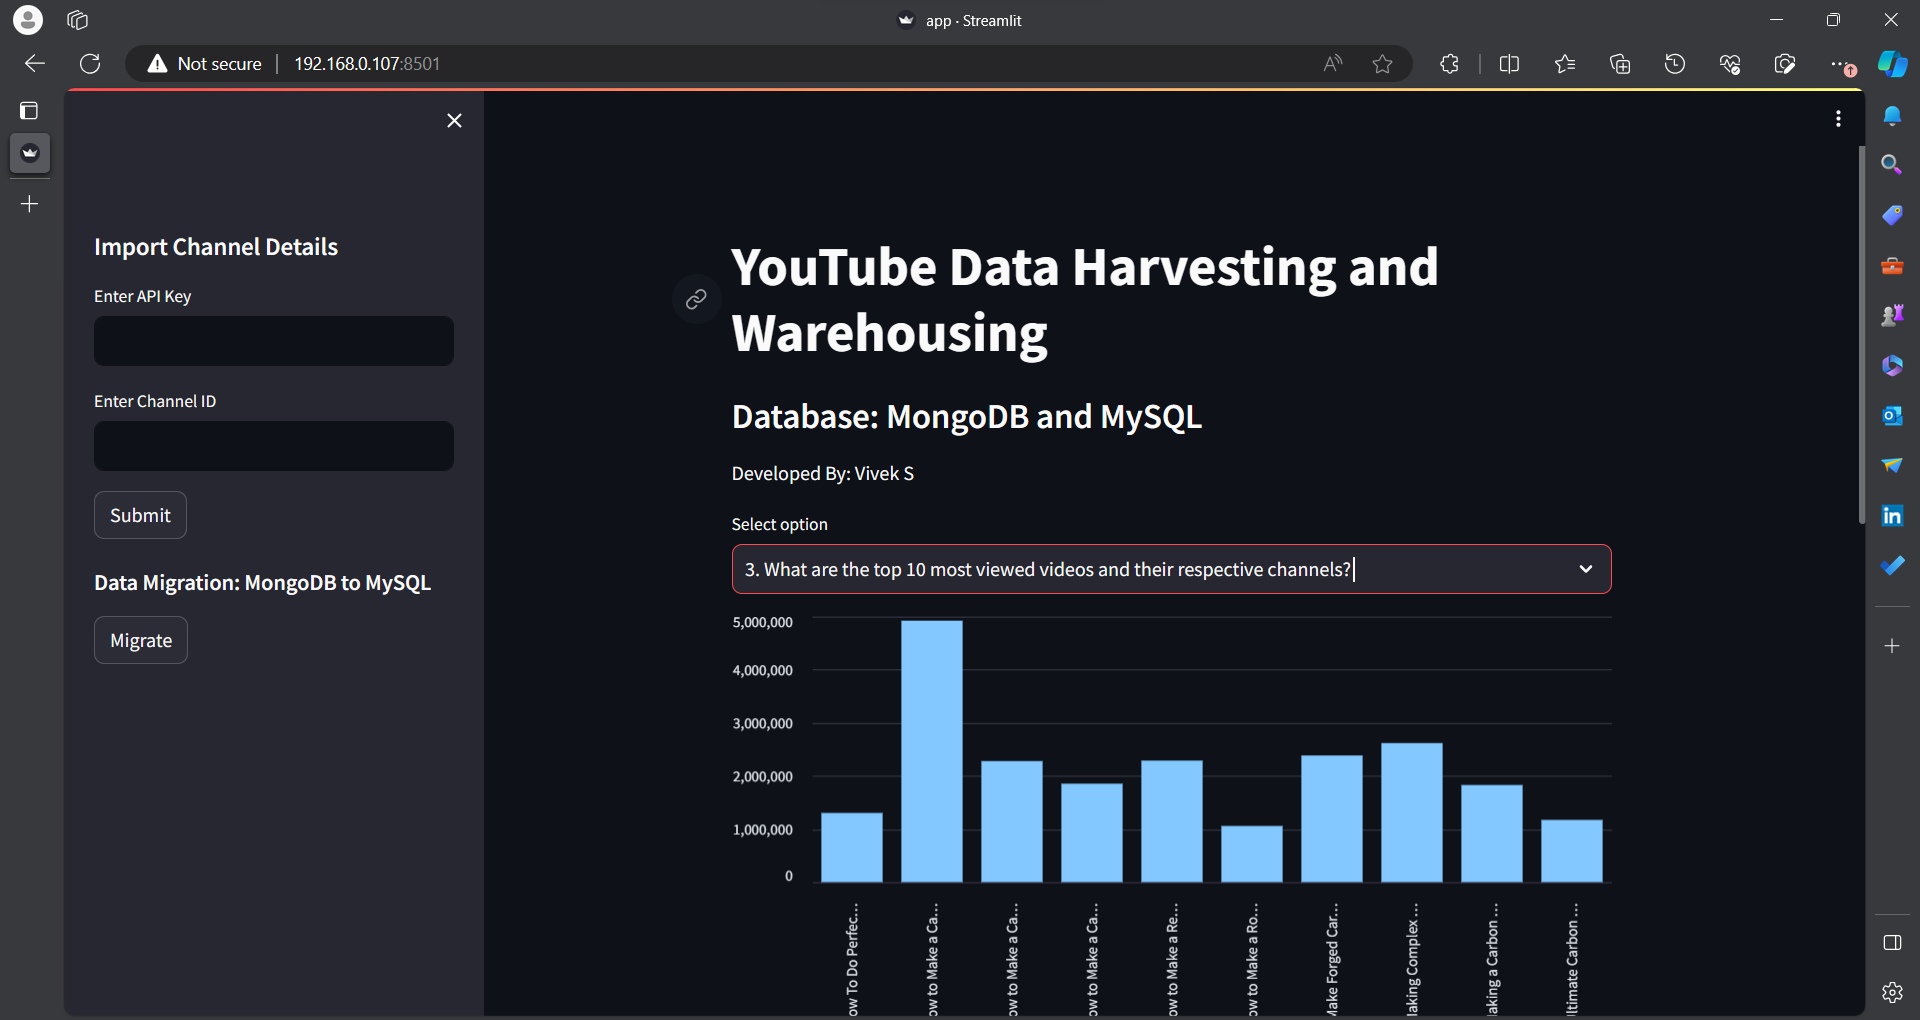 app · Streamlit
Not secure
192.168.0.107:8501
Import Channel Details
Enter API Key
Enter Channel ID
Submit
Data Migration: MongoDB to MySQL
Migrate
YouTube Data Harvesting and
Warehousing
Database: MongoDB and MySQL
Developed By: Vivek S
Select option
3. What are the top 10 most viewed videos and their respective channels?
5,000,000
4,000,000
3,000,000
2,000,000
1,000,000
0
ow To Do Perfec...
ow to Make a Ca...
ow to Make a Ca...
ow to Make a Ca...
ow to Make a Re...
ow to Make a Ro...
Make Forged Car...
laking Complex ...
aking a Carbon ...
ltimate Carbon ...